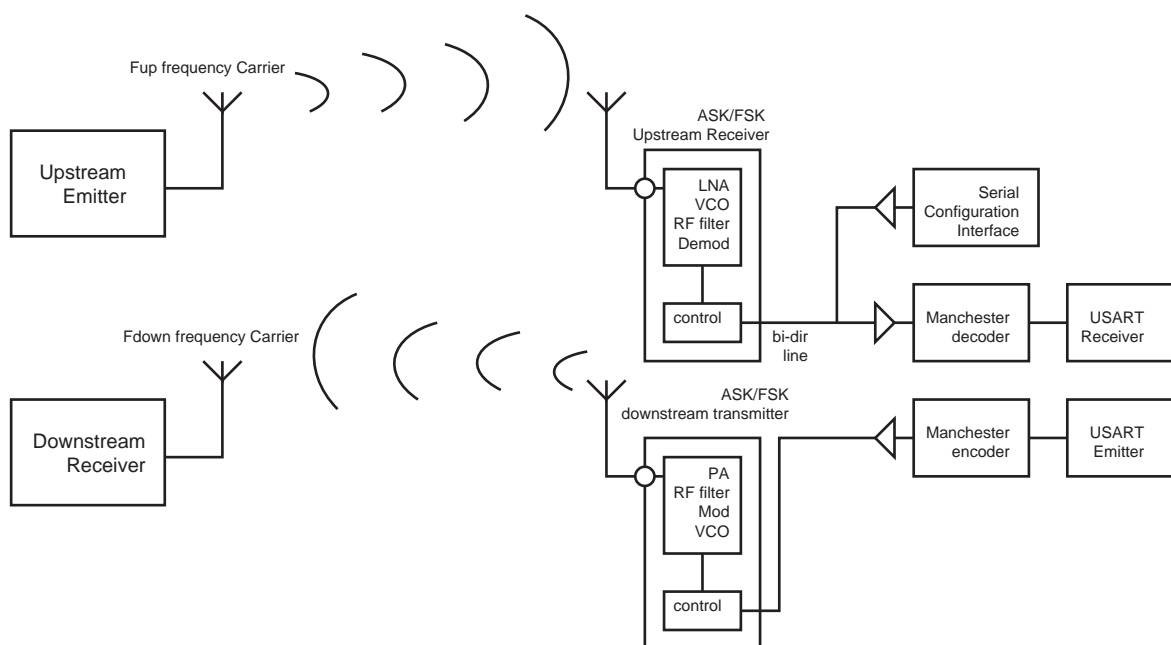 Fup frequency Carrier
Upstream
Emitter
ASK/FSK
Upstream Receiver
LNA
VCO
RF filter
Demod
control
bi-dir
line
Serial
Configuration
Interface
Manchester
decoder
USART
Receiver
Fdown frequency Carrier
Downstream
Receiver
ASK/FSK
downstream transmitter
PA
RF filter
Mod
VCO
control
Manchester
encoder
USART
Emitter